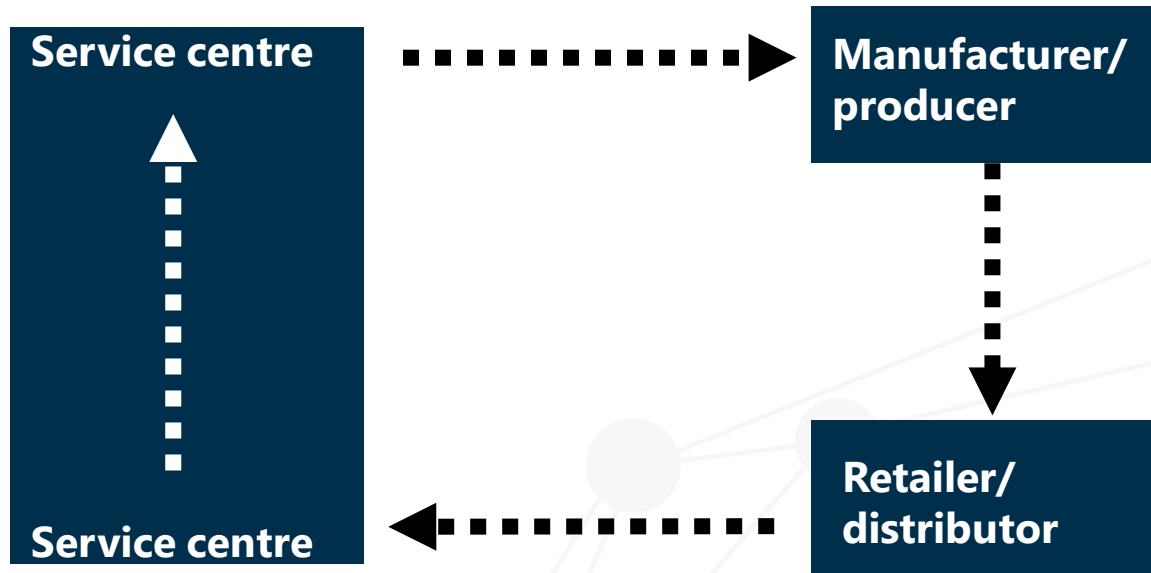 Service centre
Manufacturer/
producer
Retailer/
distributor
Service centre